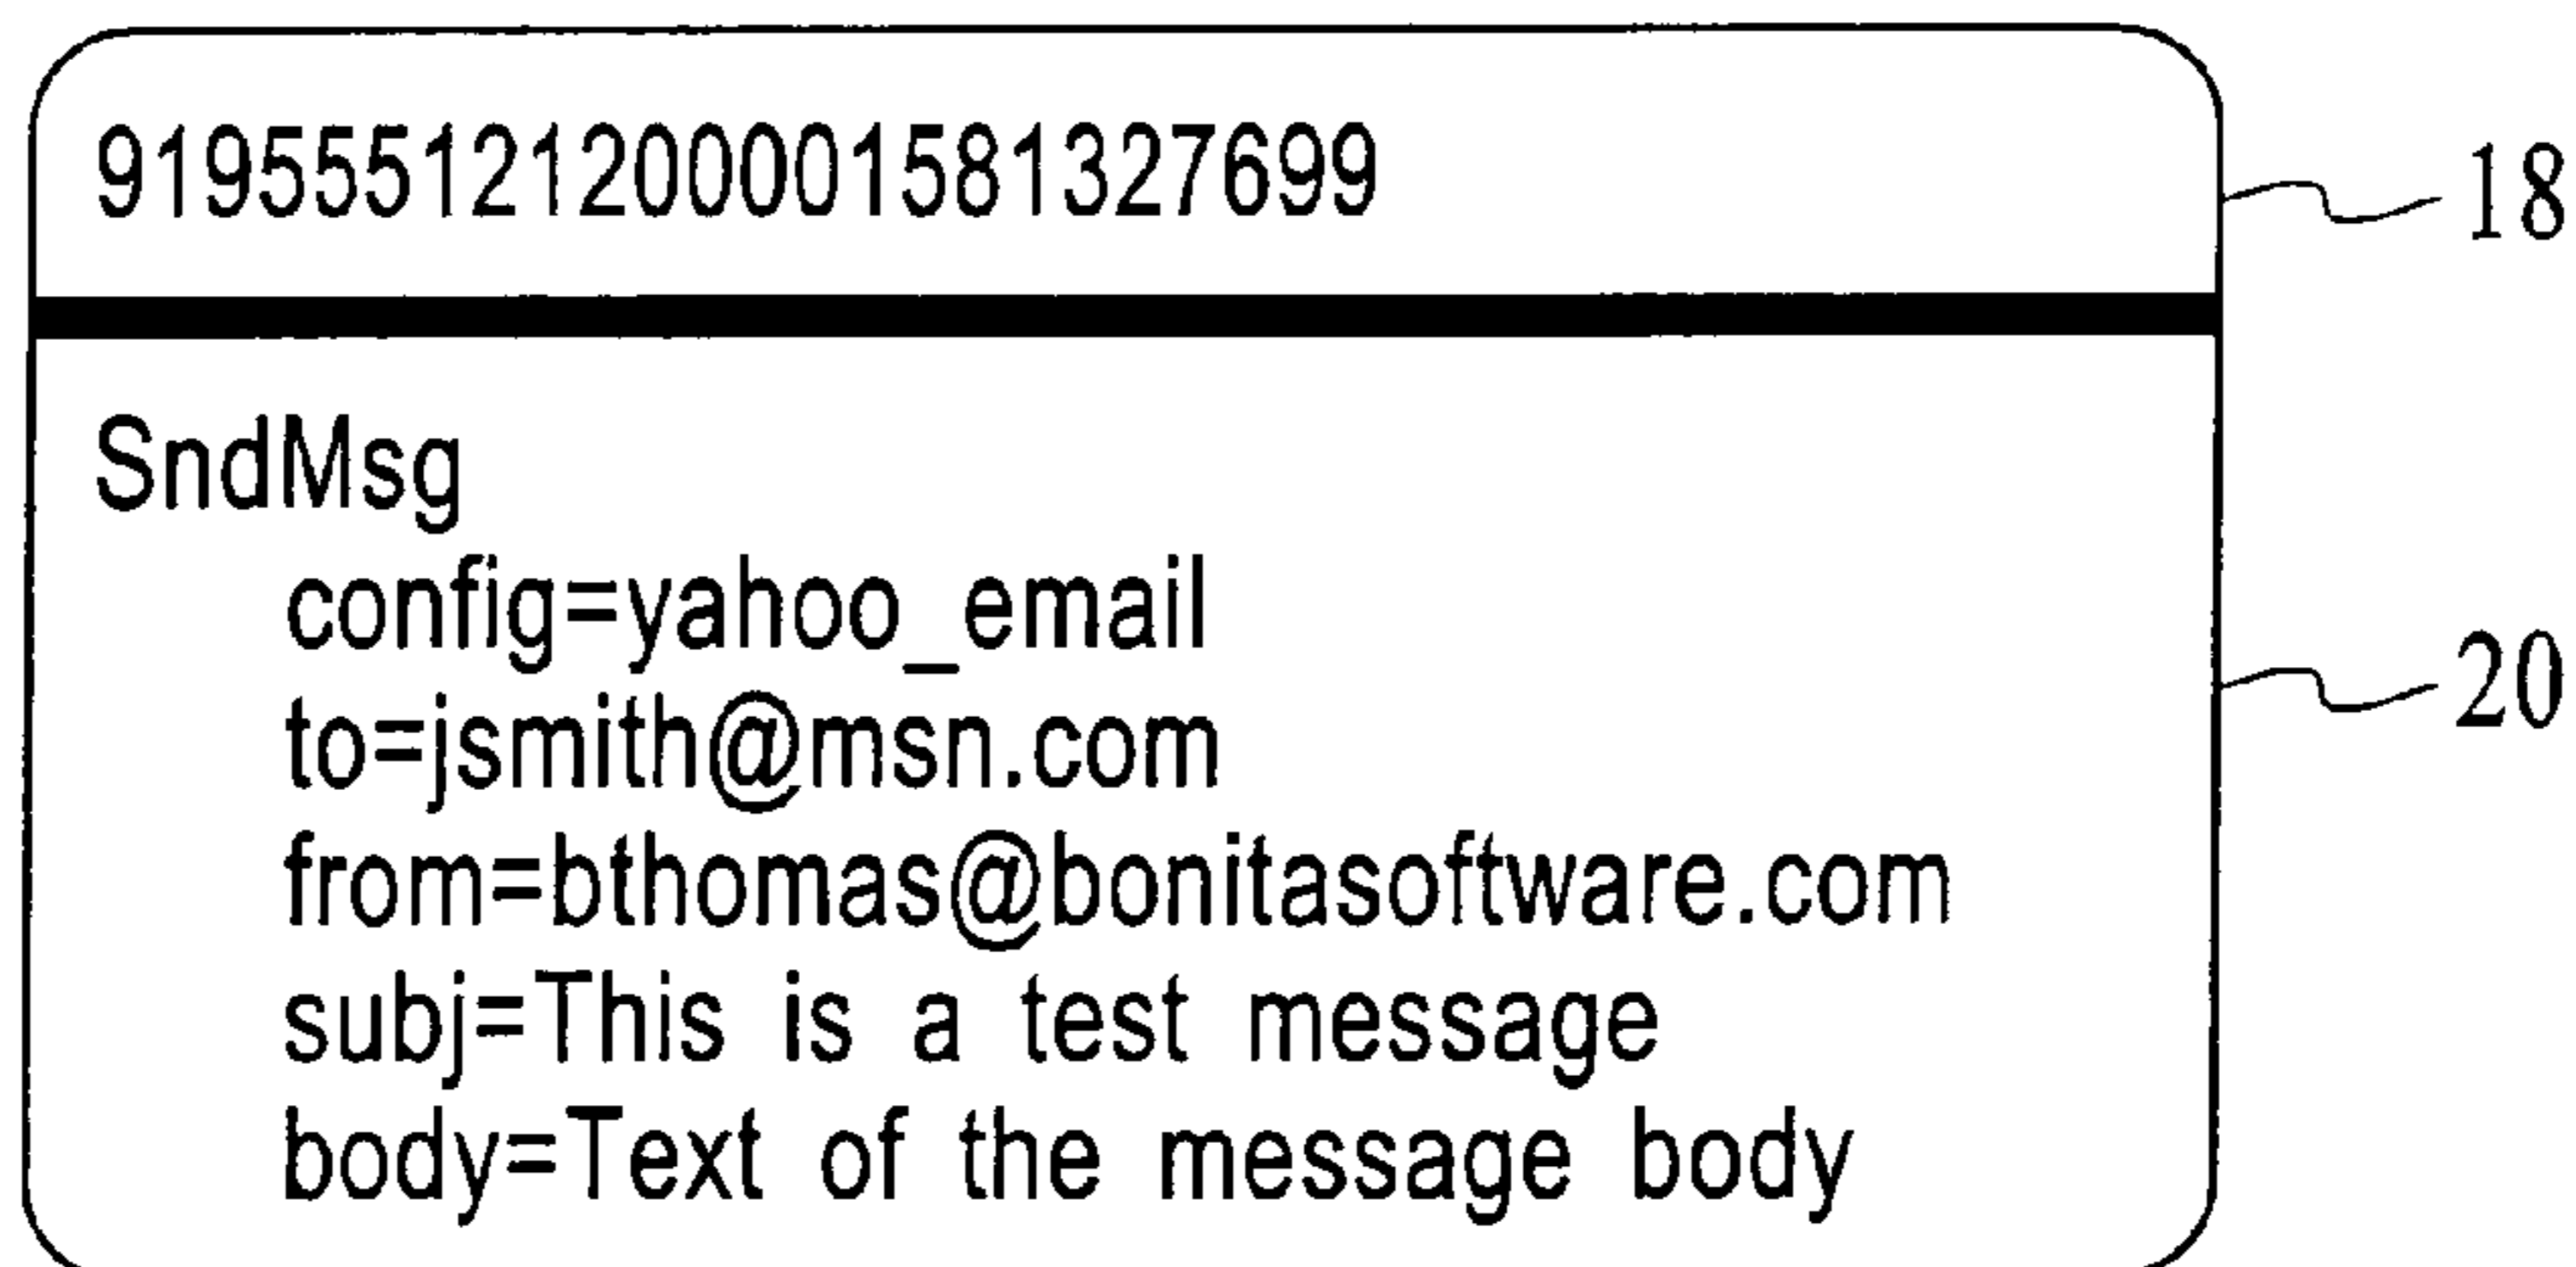 919555121200001581327699
18
SndMsg
config=yahoo_email
to=jsmith@msn.com
20
from=bthomas@bonitasoftware.com
subj=This is a test message
body=Text of the message body